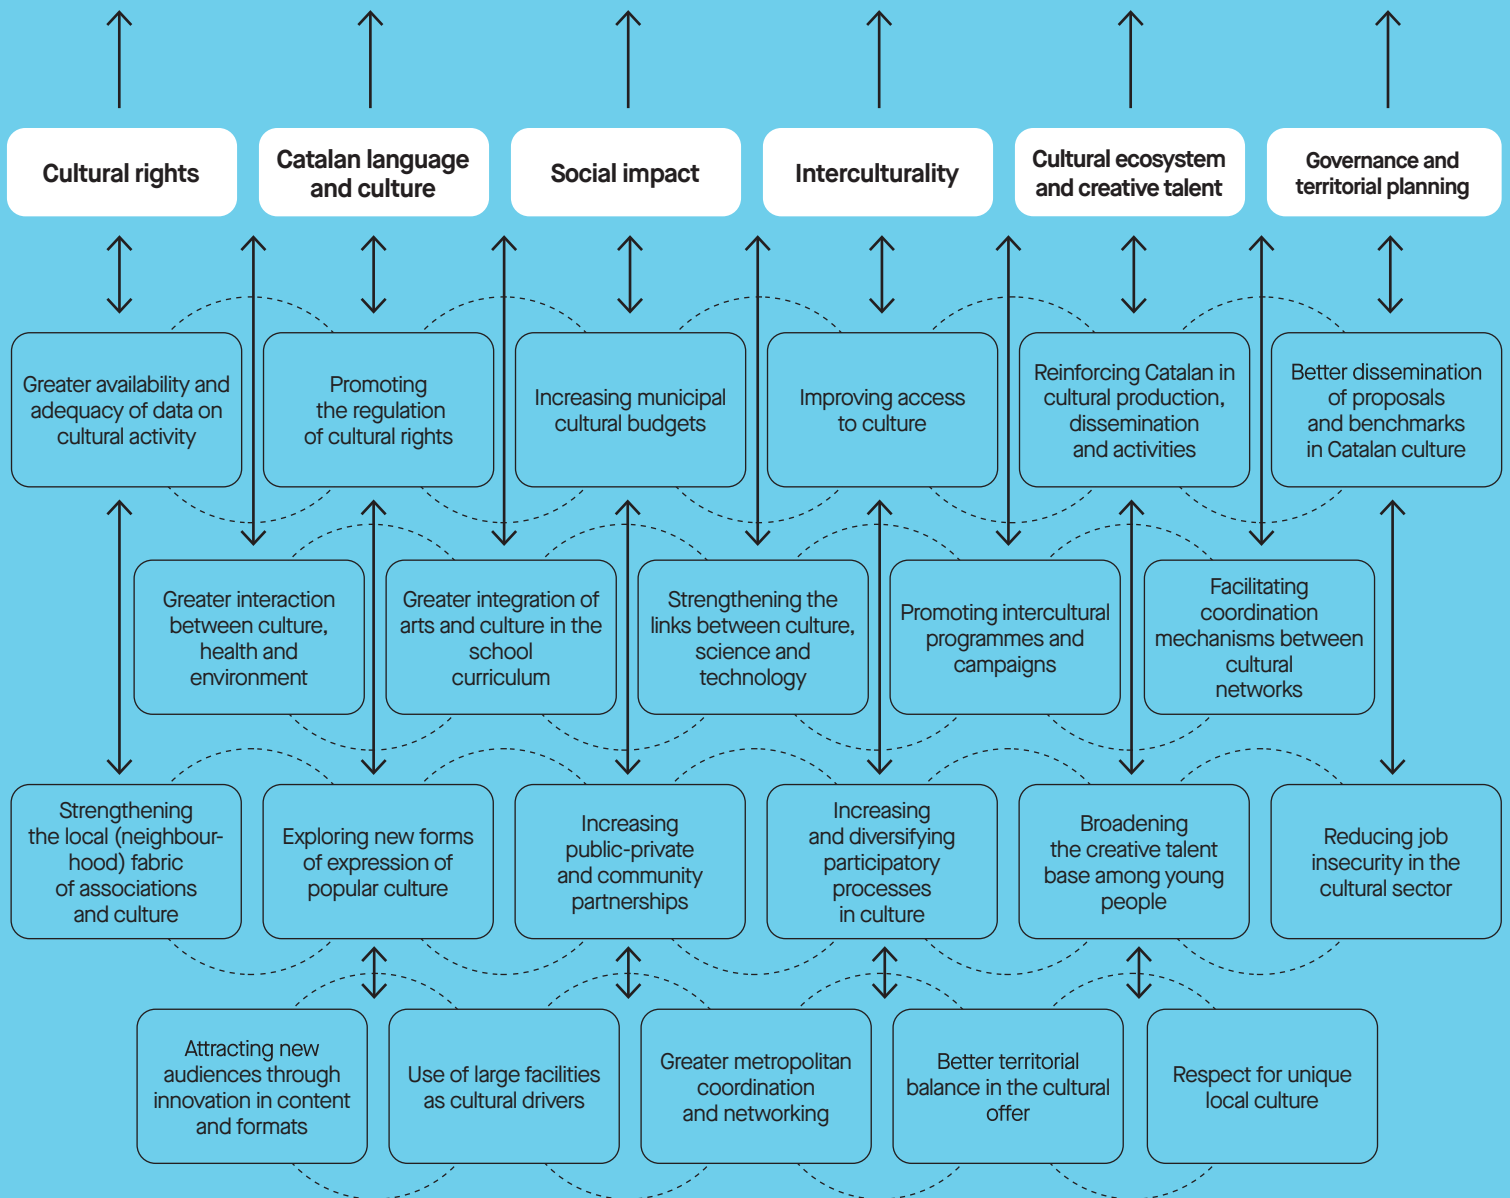 Cultural rights
Catalan language
and culture
Social impact
Interculturality
Cultural ecosystem
and creative talent
Governance and
territorial planning
Greater availability and
adequacy of data on
cultural activity
Promoting
the regulation
of cultural rights
Increasing municipal
cultural budgets
Improving access
to culture
Reinforcing Catalan in
cultural production,
dissemination
and activities
Better dissemination
of proposals
and benchmarks
in Catalan culture
Greater interaction
between culture,
health and
environment
Greater integration of
arts and culture in the
school
curriculum
Strengthening the
links between culture,
science and
technology
Promoting intercultural
programmes and
campaigns
Facilitating
coordination
mechanisms between
cultural
networks
Strengthening
the local (neighbour-
hood) fabric
of associations
and culture
Exploring new forms
of expression of
popular culture
Increasing
public-private
and community
partnerships
Increasing
and diversifying
participatory
processes
in culture
Broadening
the creative talent
base among young
people
Reducing job
insecurity in the
cultural sector
Attracting new
audiences through
innovation in content
and formats
Use of large facilities
as cultural drivers
Greater metropolitan
coordination
and networking
Better territorial
balance in the cultural
offer
Respect for unique
local culture